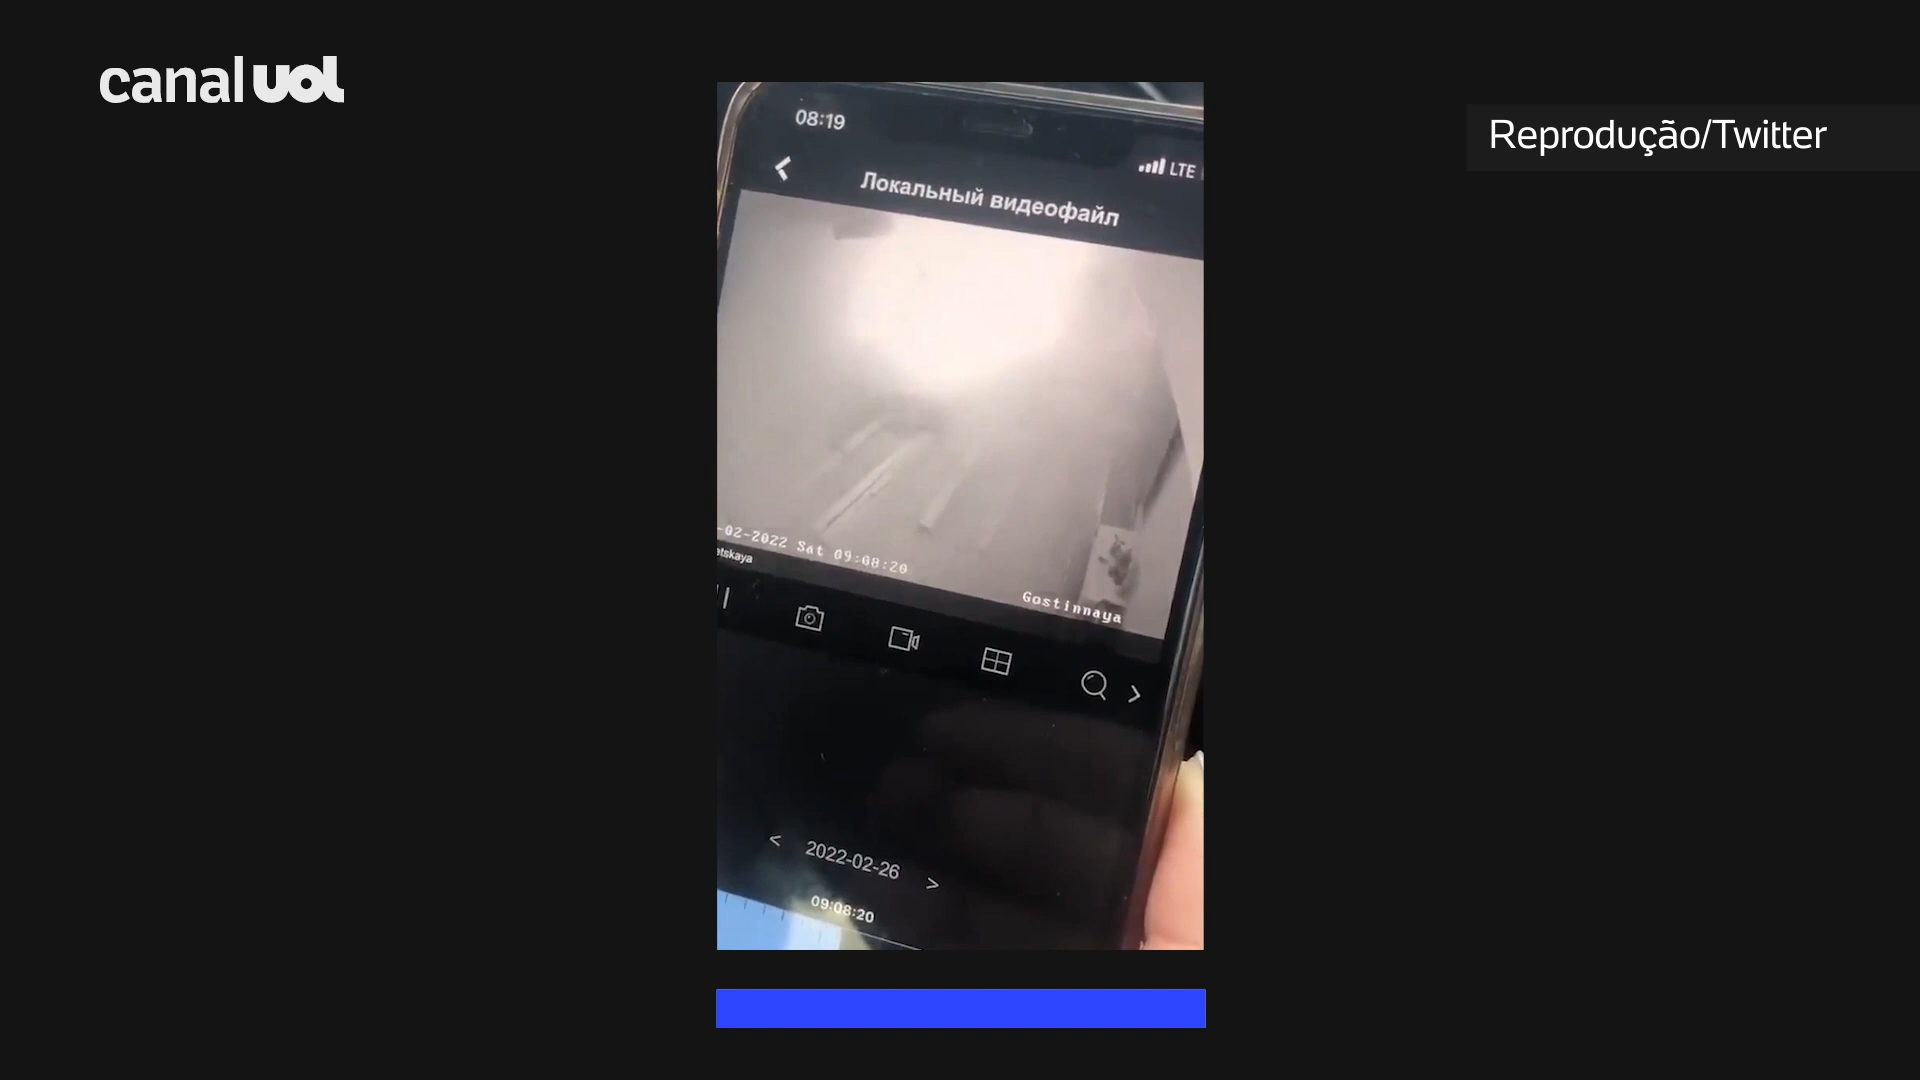 canal uol
Reprodução/Twitter
08:19
LTE
Локальный видеофайл
-02-2022 Sat 09:08:20
etskaya
Gostinnaya
< 2022-02-26 >
09:08:20